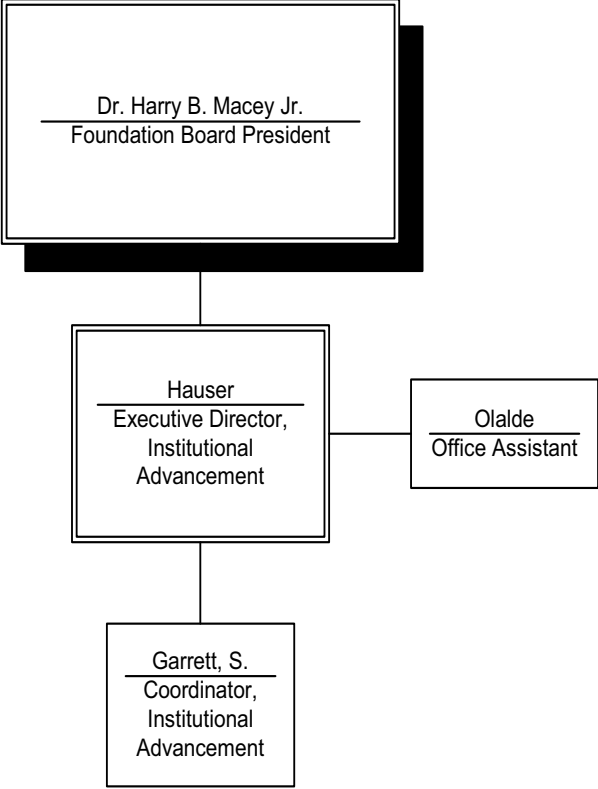 Dr. Harry B. Macey Jr.
Foundation Board President
Hauser
Executive Director,
Institutional
Advancement
Olalde
Office Assistant
Garrett, S.
Coordinator,
Institutional
Advancement